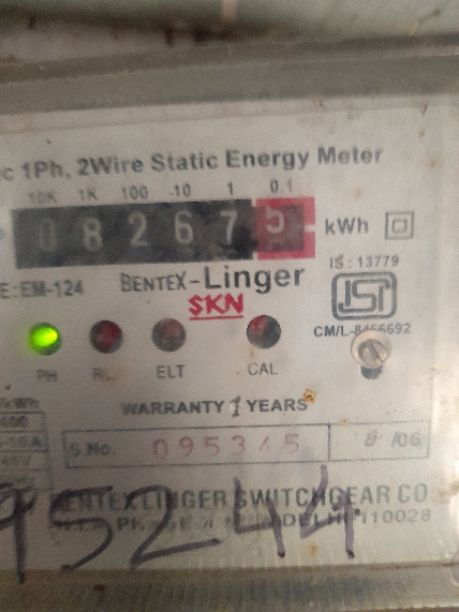 c 1Ph, 2Wire Static Energy Meter
10K 1K 100 -10 1 0.1
0 8 2 6 7 5 kWh
E:EM-124 BENTEX-Linger
IS : 13779
SKN
ISI
CM/L-8466692
PH ELT CAL
WARRANTY 1 YEARS
S.No. 095345 8 /06
BENTEX LINGER SWITCHGEAR CO
DELHI 110028
95244